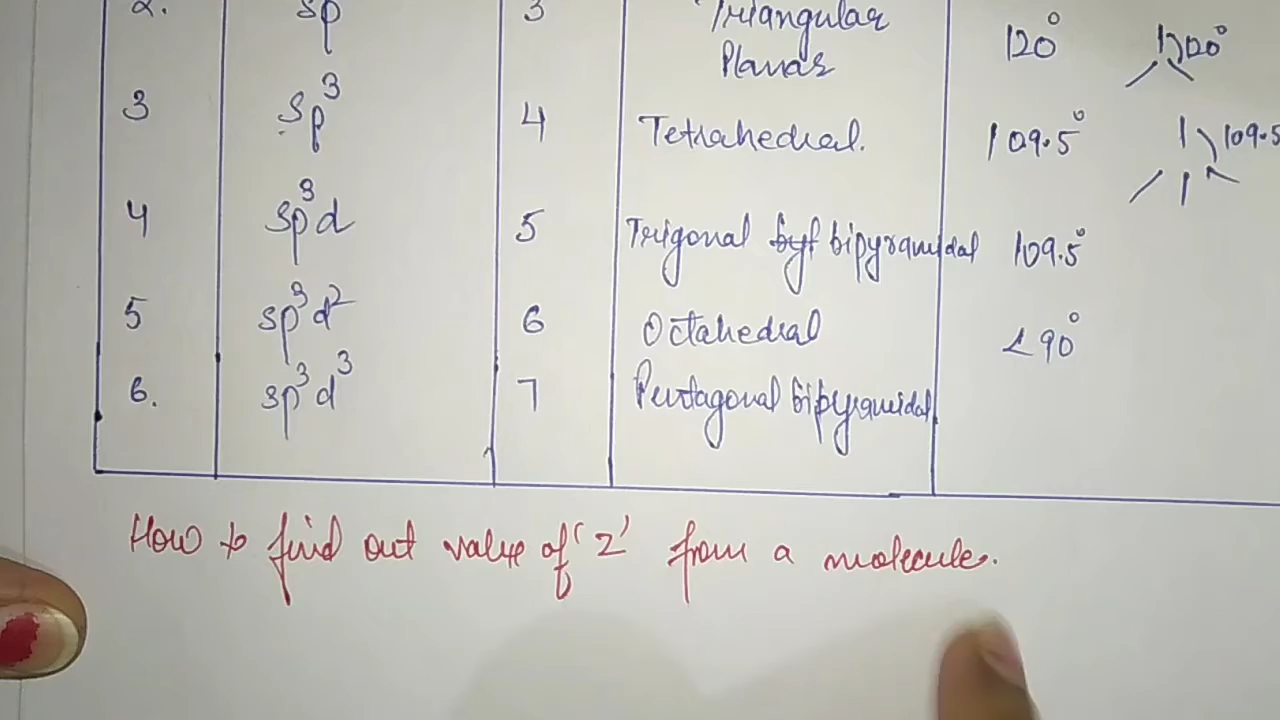 2. sp 3 Triangular 120° 120°
Planar
3 sp³ 4 Tetrahedral. 109.5° 109.5
4 sp³d 5 Trigonal byf bipyramidal 109.5°
5 sp³d² 6 Octahedral <90°
6. sp³d³ 7 Pentagonal bipyramidal
How to find out value of 'Z' from a molecule.